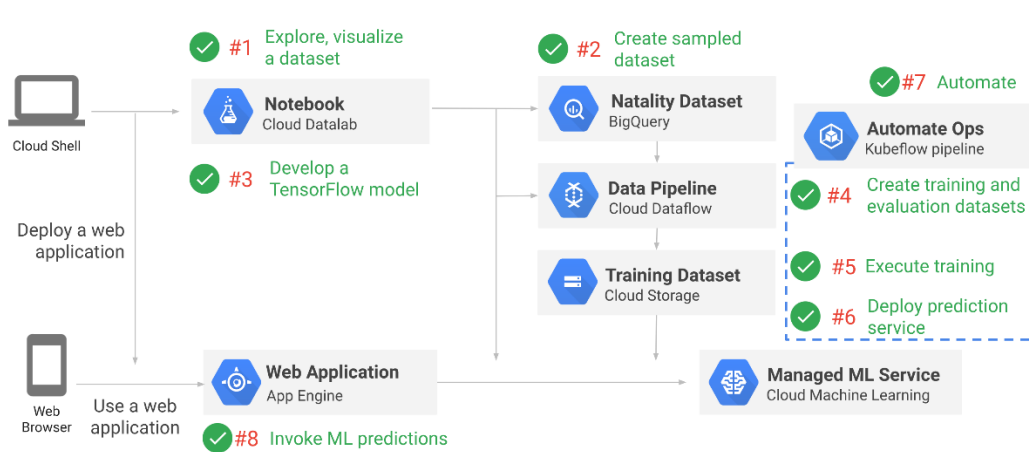 #1 Explore, visualize
a dataset
#2 Create sampled
dataset
#7 Automate
Notebook
Cloud Datalab
Natality Dataset
BigQuery
Automate Ops
Kubeflow pipeline
Cloud Shell
#3 Develop a
TensorFlow model
Data Pipeline
Cloud Dataflow
#4 Create training and
evaluation datasets
Deploy a web
application
Training Dataset
Cloud Storage
#5 Execute training
#6 Deploy prediction
service
Web Application
App Engine
Managed ML Service
Cloud Machine Learning
Web
Browser
Use a web
application
#8 Invoke ML predictions